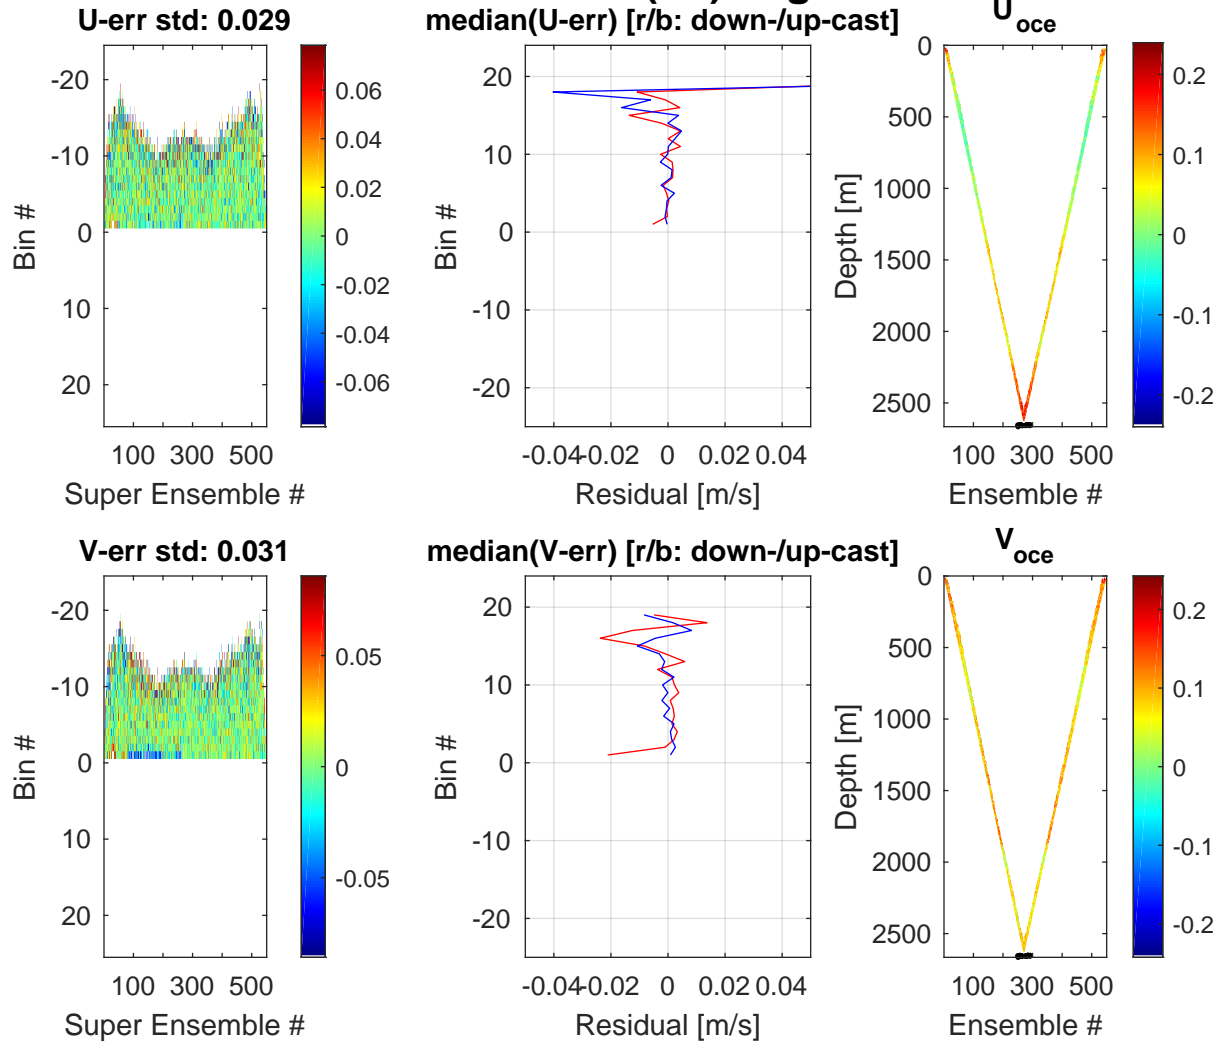 U-err std: 0.029
median(U-err) [r/b: down-/up-cast]
U oce
-20
-10
0
10
20
Bin #
100 300 500
Super Ensemble #
0.06
0.04
0.02
0
-0.02
-0.04
-0.06
20
10
0
-10
-20
Bin #
-0.04 -0.02 0 0.02 0.04
Residual [m/s]
0
500
1000
1500
2000
2500
Depth [m]
100 300 500
Ensemble #
0.2
0.1
0
-0.1
-0.2
V-err std: 0.031
median(V-err) [r/b: down-/up-cast]
V oce
-20
-10
0
10
20
Bin #
100 300 500
Super Ensemble #
0.05
0
-0.05
20
10
0
-10
-20
Bin #
-0.04 -0.02 0 0.02 0.04
Residual [m/s]
0
500
1000
1500
2000
2500
Depth [m]
100 300 500
Ensemble #
0.2
0.1
0
-0.1
-0.2